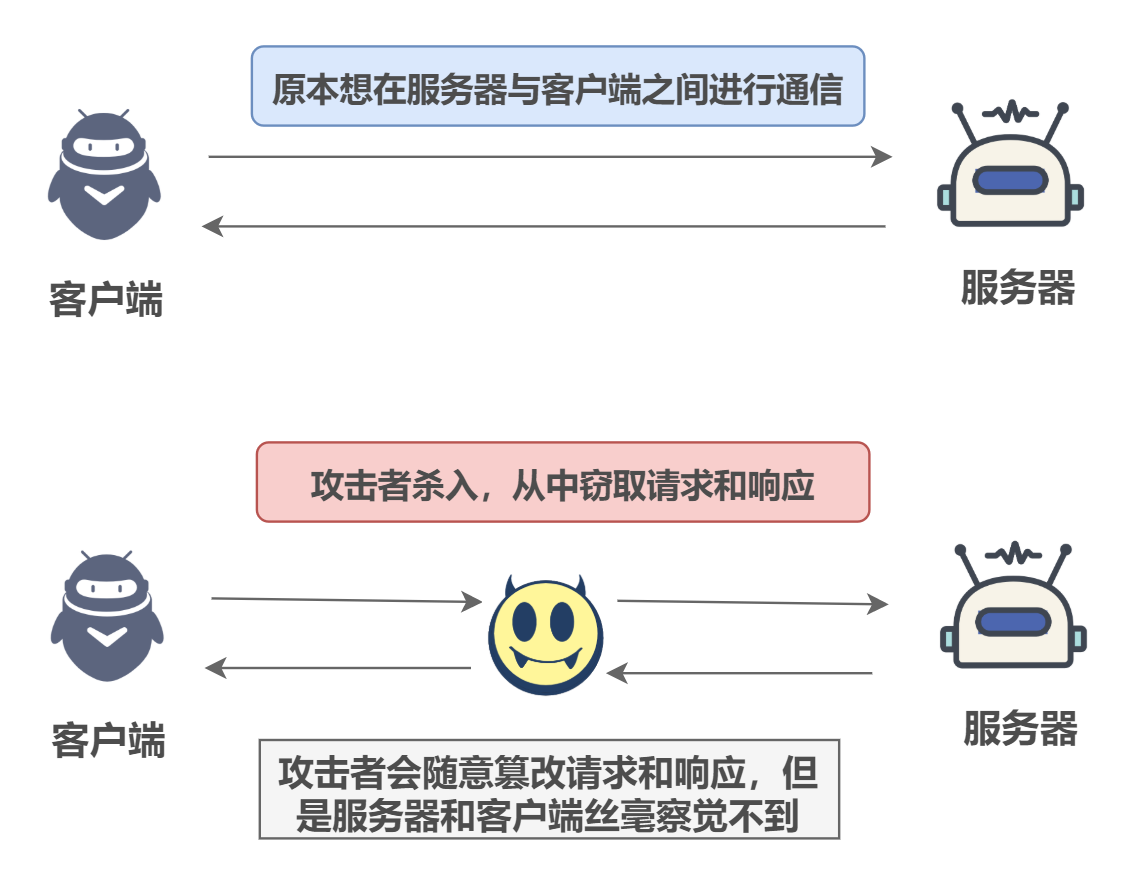 原本想在服务器与客户端之间进行通信
客户端
服务器
攻击者杀入，从中窃取请求和响应
客户端
服务器
攻击者会随意篡改请求和响应，但
是服务器和客户端丝毫察觉不到